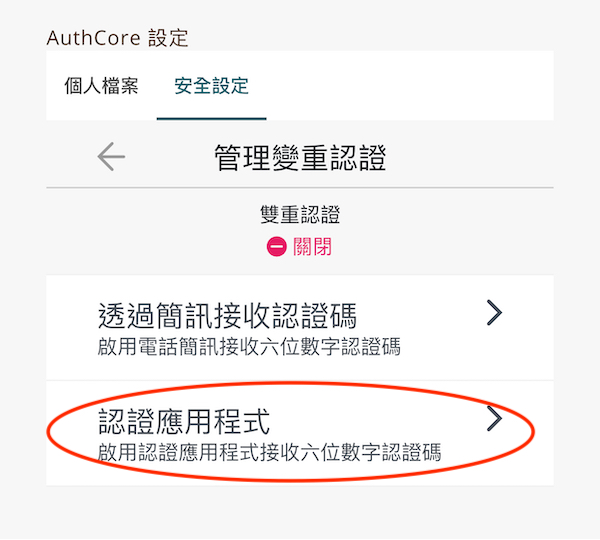 AuthCore 設定
個人檔案
安全設定
管理變重認證
雙重認證
關閉
透過簡訊接收認證碼
啟用電話簡訊接收六位數字認證碼
認證應用程式
啟用認證應用程式接收六位數字認證碼